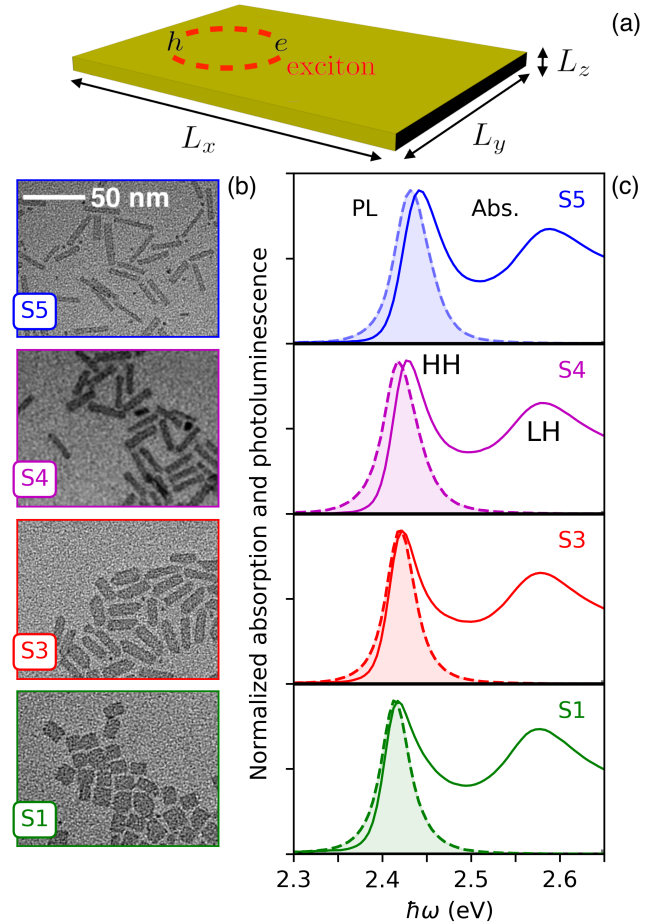 (a)
h e
exciton
L_z
L_x
L_y
(b)
50 nm
S5
S4
S3
S1
(c)
Normalized absorption and photoluminescence
PL Abs. S5
HH S4
LH
S3
S1
2.3 2.4 2.5 2.6
ħω (eV)